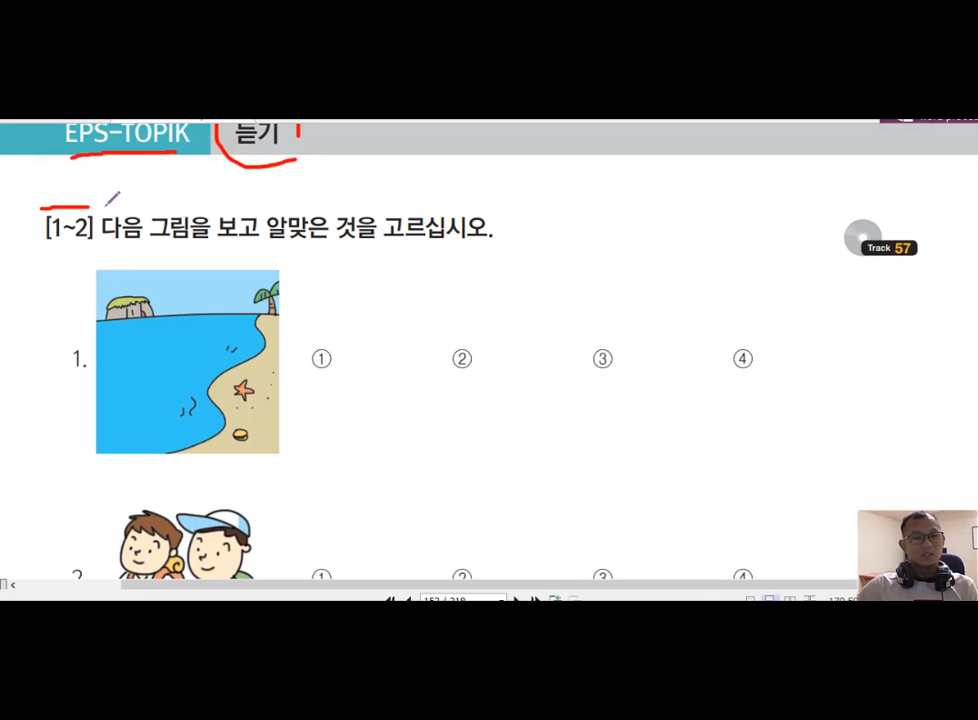 EPS-TOPIK 듣기
[1~2] 다음 그림을 보고 알맞은 것을 고르십시오.
Track 57
1. ① ② ③ ④
2. ① ② ③ ④